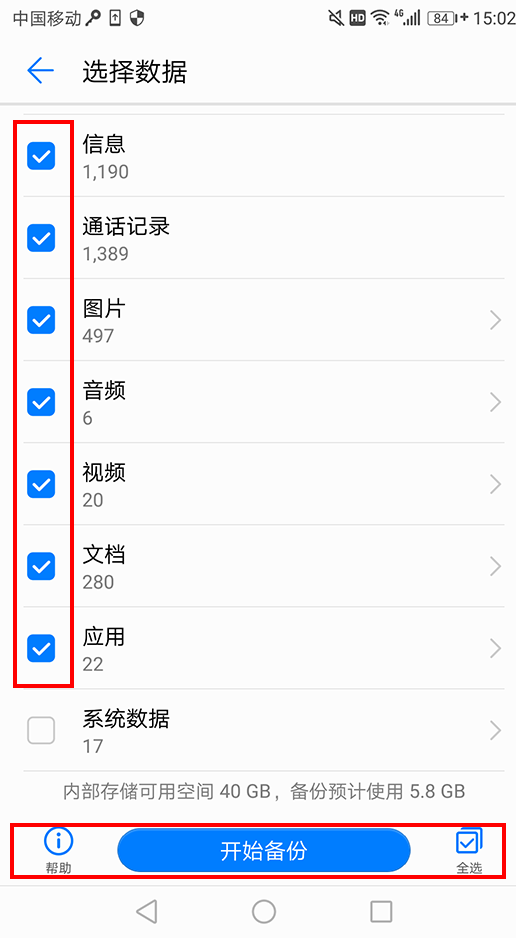 中国移动 HD 4G 84 15:02
选择数据
信息
1,190
通话记录
1,389
图片
497
音频
6
视频
20
文档
280
应用
22
系统数据
17
内部存储可用空间 40 GB，备份预计使用 5.8 GB
帮助 开始备份 全选